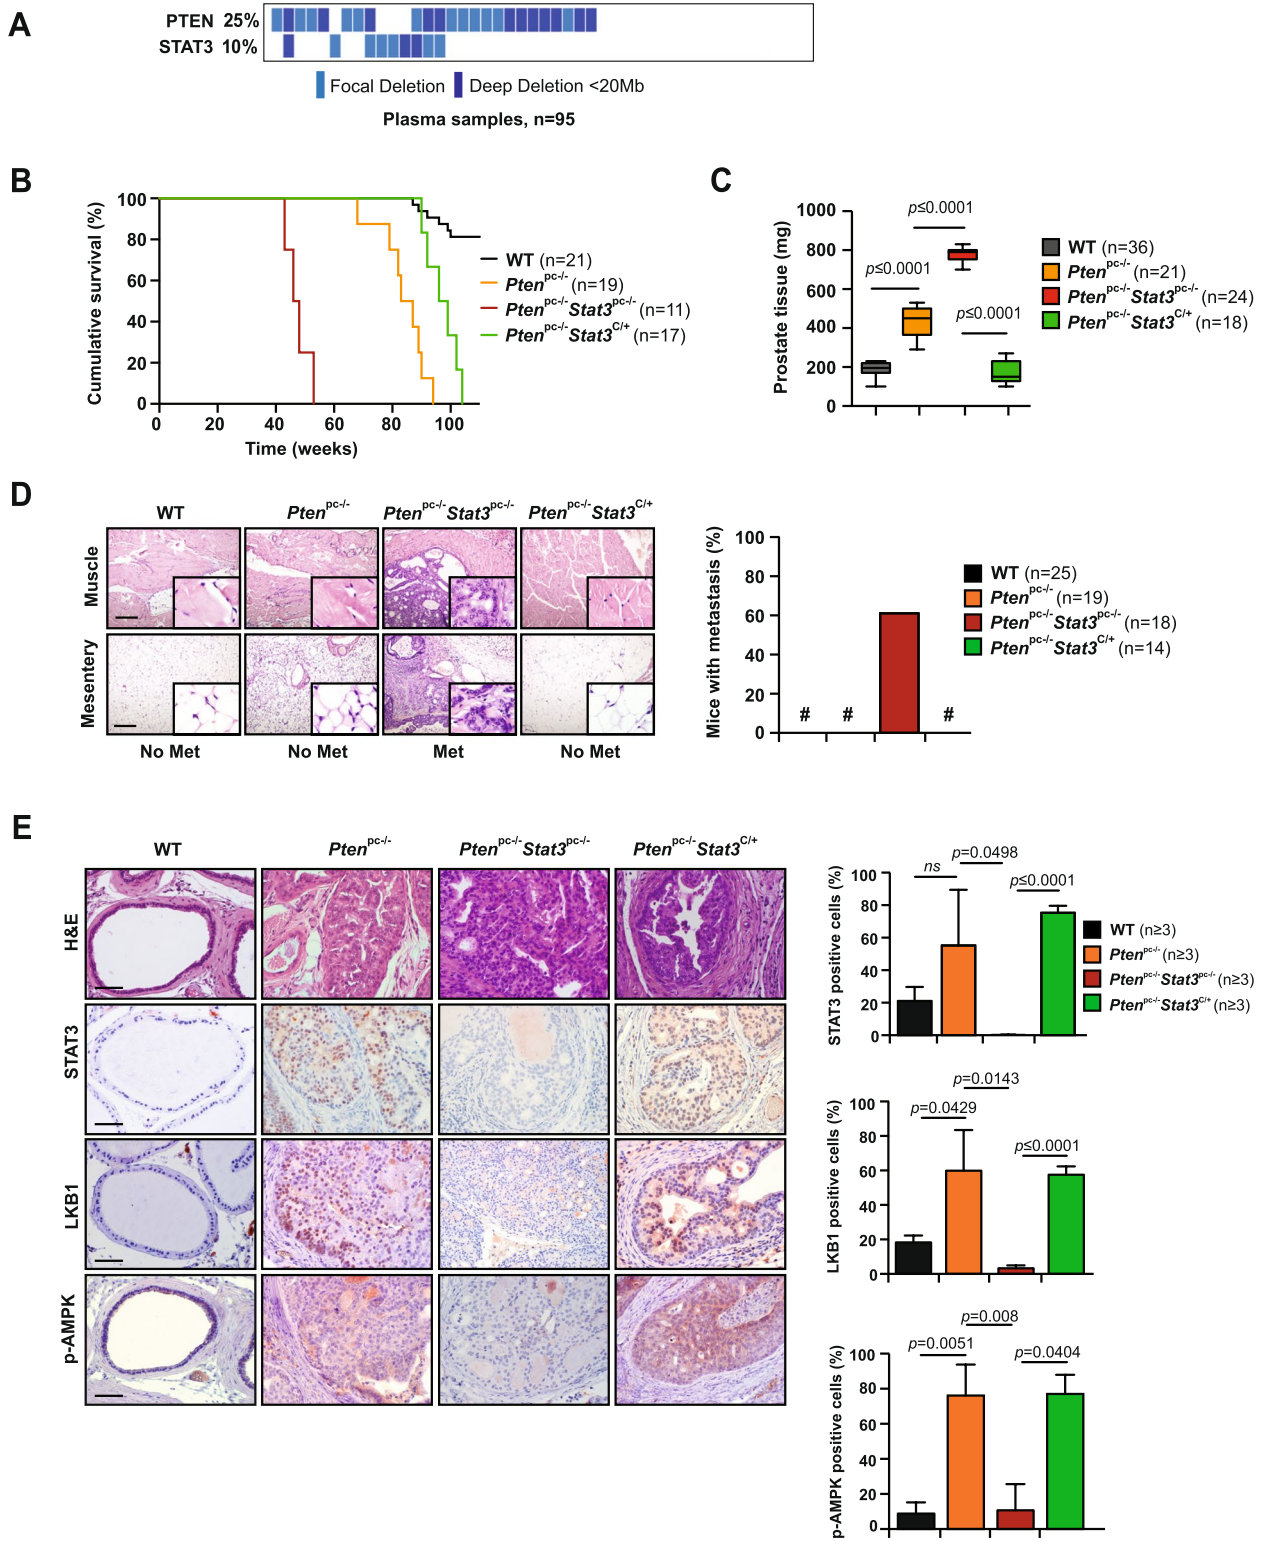 A
PTEN 25%
STAT3 10%
Focal Deletion Deep Deletion <20Mb
Plasma samples, n=95
B
Cumulative survival (%)
100
80
60
40
20
0
0 20 40 60 80 100
Time (weeks)
WT (n=21)
Pten pc-/- (n=19)
Pten pc-/- Stat3 pc-/- (n=11)
Pten pc-/- Stat3 C/+ (n=17)
C
Prostate tissue (mg)
1000
800
600
400
200
0
p≤0.0001
p≤0.0001
p≤0.0001
WT (n=36)
Pten pc-/- (n=21)
Pten pc-/- Stat3 pc-/- (n=24)
Pten pc-/- Stat3 C/+ (n=18)
D
WT Pten pc-/- Pten pc-/- Stat3 pc-/- Pten pc-/- Stat3 C/+
Muscle
Mesentery
No Met No Met Met No Met
Mice with metastasis (%)
100
80
60
40
20
0
# # #
WT (n=25)
Pten pc-/- (n=19)
Pten pc-/- Stat3 pc-/- (n=18)
Pten pc-/- Stat3 C/+ (n=14)
E
WT Pten pc-/- Pten pc-/- Stat3 pc-/- Pten pc-/- Stat3 C/+
H&E
STAT3
LKB1
p-AMPK
STAT3 positive cells (%)
100
80
60
40
20
0
ns
p=0.0498
p≤0.0001
WT (n≥3)
Pten pc-/- (n≥3)
Pten pc-/- Stat3 pc-/- (n≥3)
Pten pc-/- Stat3 C/+ (n≥3)
LKB1 positive cells (%)
100
80
60
40
20
0
p=0.0143
p=0.0429
p≤0.0001
p-AMPK positive cells (%)
100
80
60
40
20
0
p=0.008
p=0.0051
p=0.0404